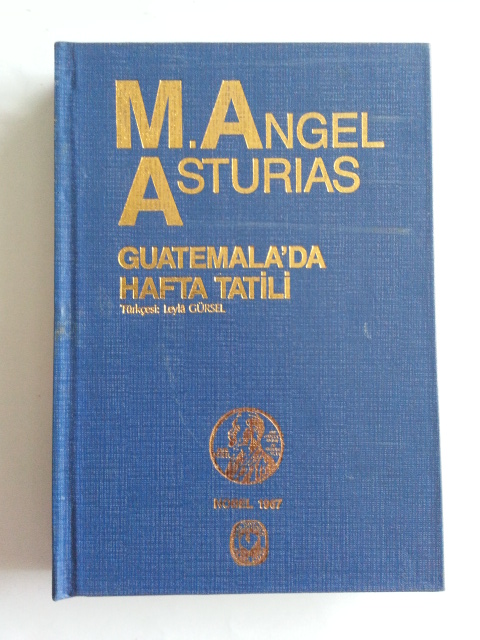 M. ANGEL
ASTURIAS
GUATEMALA'DA
HAFTA TATİLİ
Türkçesi: Leylâ GÜRSEL
NOBEL 1967